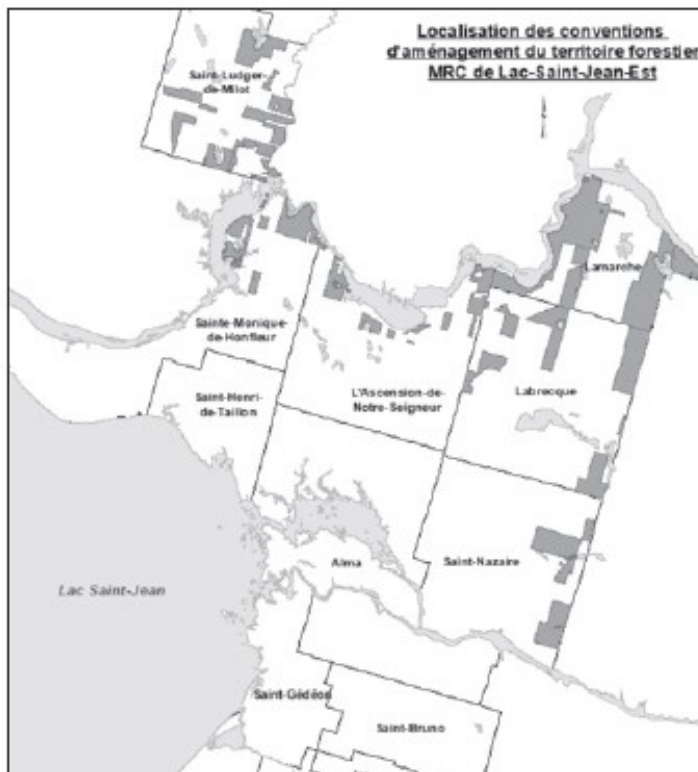 Localisation des conventions
d'aménagement du territoire forestier
MRC de Lac-Saint-Jean-Est
Saint-Ludger-
de-Milot
Lamarche
Sainte-Monique-
de-Honfleur
L'Ascension-de-
Notre-Seigneur
Labrecque
Saint-Henri-
de-Taillon
Alma
Saint-Nazaire
Lac Saint-Jean
Saint-Gédéon
Saint-Bruno